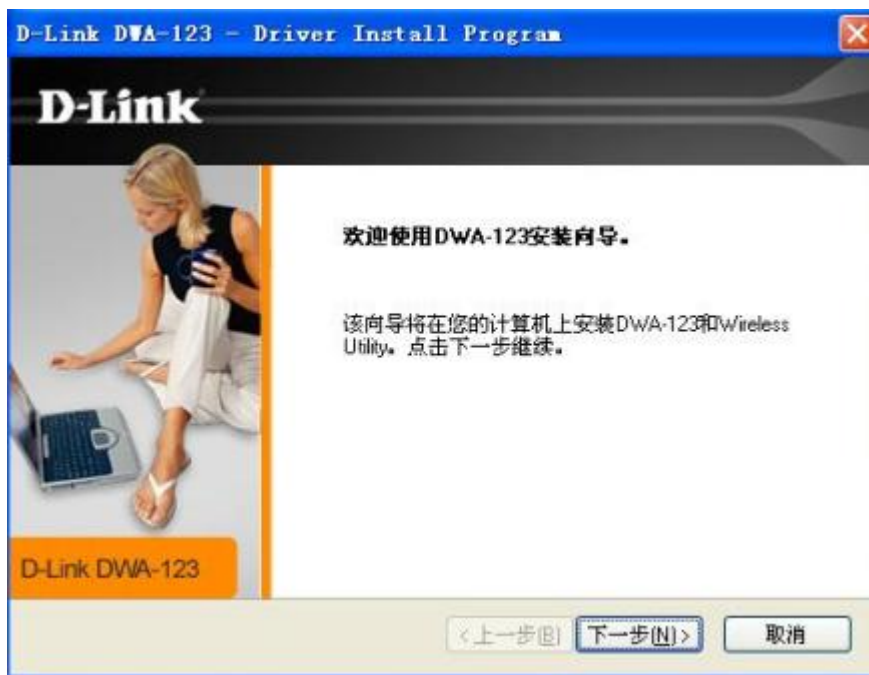 D-Link DWA-123 - Driver Install Program
D-Link
欢迎使用DWA-123安装向导。
该向导将在您的计算机上安装DWA-123和Wireless
Utility。点击下一步继续。
D-Link DWA-123
<上一步(B) 下一步(N)> 取消